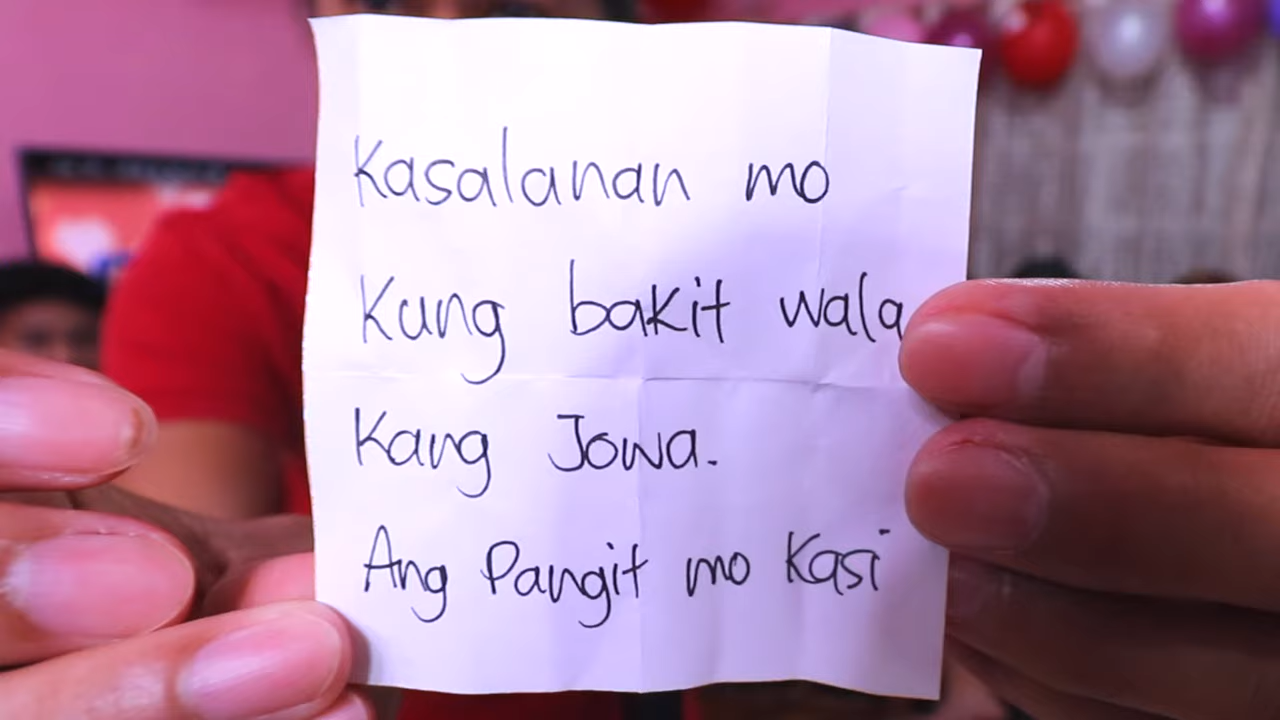 Kasalanan mo
Kung bakit wala
Kang Jowa.
Ang Pangit mo Kasi